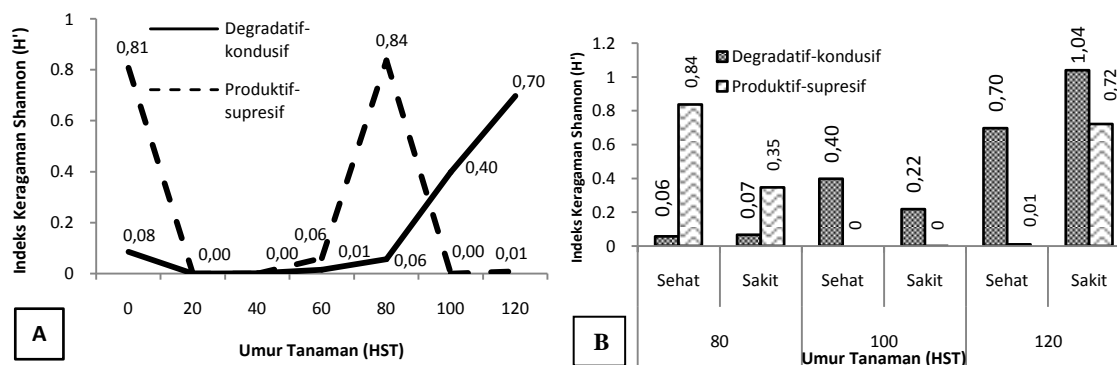 Indeks Keragaman Shannon (H')
1
0.8
0.6
0.4
0.2
0
0,81
0,08
0,00
0,00
0,06
0,01
0,84
0,06
0,40
0,00
0,70
0,01
Degradatif-
kondusif
Produktif-
supresif
0 20 40 60 80 100 120
Umur Tanaman (HST)
A
Indeks Keragaman Shannon (H')
1.2
1
0.8
0.6
0.4
0.2
0
Degradatif-kondusif
Produktif-supresif
0,06
0,84
0,07
0,35
0,40
0
0,22
0
0,70
0,01
1,04
0,72
Sehat Sakit Sehat Sakit Sehat Sakit
80 100 120
Umur Tanaman (HST)
B